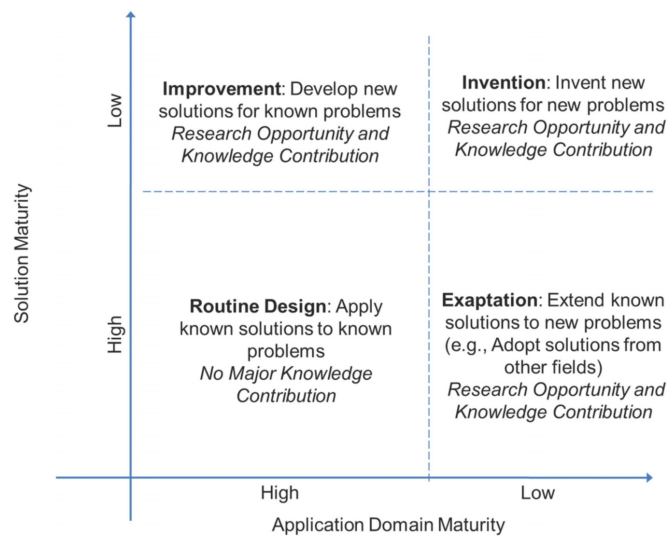 Improvement: Develop new
solutions for known problems
Research Opportunity and
Knowledge Contribution
Invention: Invent new
solutions for new problems
Research Opportunity and
Knowledge Contribution
Low
Solution Maturity
High
Routine Design: Apply
known solutions to known
problems
No Major Knowledge
Contribution
Exaptation: Extend known
solutions to new problems
(e.g., Adopt solutions from
other fields)
Research Opportunity and
Knowledge Contribution
High
Low
Application Domain Maturity